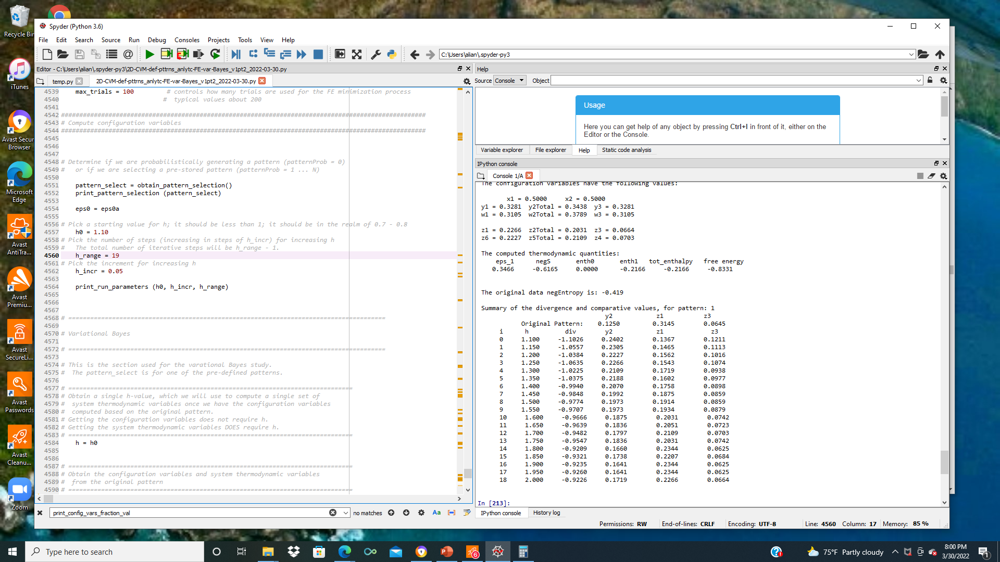 Recycle Bin
iTunes
Avast Secur
Browser
Microsoft
Edge
Avast
AntiTra...
Avast
Premiu...
Avast
SecureLi...
Avast
Passwords
Avast
Cleanu...
Zoom
Spyder (Python 3.6)
File Edit Search Source Run Debug Consoles Projects Tools View Help
C:\Users\alian\.spyder-py3
Editor - C:\Users\alian\.spyder-py3\2D-CVM-def-pttrns_anlytc-FE-var-Bayes_v1pt2_2022-03-30.py
temp.py 2D-CVM-def-pttrns_anlytc-FE-var-Bayes_v1pt2_2022-03-30.py
4539 max_trials = 100 # controls how many trials are used for the FE minimization process
4540 # typical values about 200
4541
4542 ####################################################################################################
4543 # Compute configuration variables
4544 ####################################################################################################
4545
4546
4547
4548 # Determine if we are probabilistically generating a pattern (patternProb = 0)
4549 # or if we are selecting a pre-stored pattern (patternProb = 1 ... N)
4550
4551 pattern_select = obtain_pattern_selection()
4552 print_pattern_selection (pattern_select)
4553
4554 eps0 = eps0a
4555
4556 # Pick a starting value for h; it should be less than 1; it should be in the realm of 0.7 - 0.8
4557 h0 = 1.10
4558 # Pick the number of steps (increasing in steps of h_incr) for increasing h
4559 # The total number of iterative steps will be h_range - 1.
4560 h_range = 19
4561 # Pick the increment for increasing h
4562 h_incr = 0.05
4563
4564 print_run_parameters (h0, h_incr, h_range)
4565
4566
4567
4568 # =======================================================================================
4569
4570 # Variational Bayes
4571
4572 # =======================================================================================
4573
4574 # This is the section used for the varational Bayes study.
4575 # The pattern_select is for one of the pre-defined patterns.
4576
4577 # ==============================================================================
4578 # Obtain a single h-value, which we will use to compute a single set of
4579 # system thermodynamic variables once we have the configuration variables
4580 # computed based on the original pattern.
4581 # Getting the configuration variables does not require h.
4582 # Getting the system thermodynamic variables DOES require h.
4583 # ==============================================================================
4584 h = h0
4585
4586
4587 # ==============================================================================
4588 # Obtain the configuration variables and system thermodynamic variables
4589 # from the original pattern
4590 # ==============================================================================
print_config_vars_fraction_val no matches Aa
Help
Source Console Object
Usage
Here you can get help of any object by pressing Ctrl+I in front of it, either on the
Editor or the Console.
Variable explorer File explorer Help Static code analysis
IPython console
Console 1/A
The configuration variables have the following values:
x1 = 0.5000 x2 = 0.5000
y1 = 0.3281 y2Total = 0.3438 y3 = 0.3281
w1 = 0.3105 w2Total = 0.3789 w3 = 0.3105
z1 = 0.2266 z2Total = 0.2031 z3 = 0.0664
z6 = 0.2227 z5Total = 0.2109 z4 = 0.0703
The computed thermodynamic quantities:
eps_1 negS enth0 enth1 tot_enthalpy free energy
0.3466 -0.6165 0.0000 -0.2166 -0.2166 -0.8331
The original data negEntropy is: -0.419
Summary of the divergence and comparative values, for pattern: 1
y2 z1 z3
Original Pattern: 0.1250 0.3145 0.0645
i h div y2 z1 z3
0 1.100 -1.1026 0.2402 0.1367 0.1211
1 1.150 -1.0557 0.2305 0.1465 0.1113
2 1.200 -1.0384 0.2227 0.1562 0.1016
3 1.250 -1.0635 0.2266 0.1543 0.1074
4 1.300 -1.0225 0.2109 0.1719 0.0938
5 1.350 -1.0375 0.2188 0.1602 0.0977
6 1.400 -0.9940 0.2070 0.1758 0.0898
7 1.450 -0.9848 0.1992 0.1875 0.0859
8 1.500 -0.9774 0.1973 0.1914 0.0859
9 1.550 -0.9707 0.1973 0.1934 0.0879
10 1.600 -0.9666 0.1875 0.2031 0.0742
11 1.650 -0.9639 0.1836 0.2051 0.0723
12 1.700 -0.9482 0.1797 0.2109 0.0703
13 1.750 -0.9547 0.1836 0.2031 0.0742
14 1.800 -0.9209 0.1660 0.2344 0.0625
15 1.850 -0.9321 0.1738 0.2207 0.0684
16 1.900 -0.9235 0.1641 0.2344 0.0625
17 1.950 -0.9260 0.1641 0.2344 0.0625
18 2.000 -0.9226 0.1719 0.2266 0.0664
In [213]:
IPython console History log
Permissions: RW End-of-lines: CRLF Encoding: UTF-8 Line: 4560 Column: 17 Memory: 85 %
Type here to search
6
75°F Partly cloudy
8:00 PM
3/30/2022
1